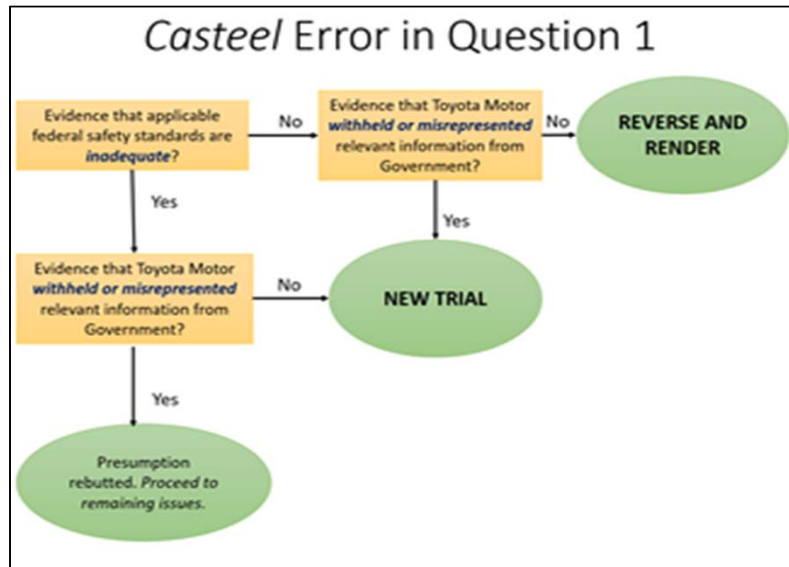 Casteel Error in Question 1
Evidence that applicable
federal safety standards are
inadequate?
No
Evidence that Toyota Motor
withheld or misrepresented
relevant information from
Government?
No
REVERSE AND
RENDER
Yes
Yes
Evidence that Toyota Motor
withheld or misrepresented
relevant information from
Government?
No
NEW TRIAL
Yes
Presumption
rebutted. Proceed to
remaining issues.